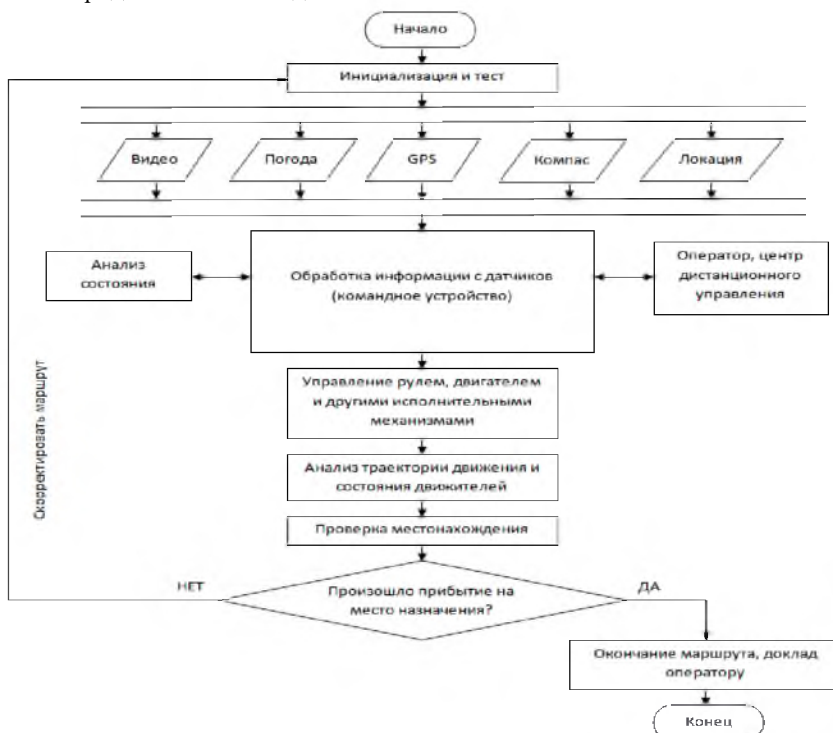 Начало
Инициализация и тест
Видео
Погода
GPS
Компас
Локация
Анализ
состояния
Обработка информации с датчиков
(командное устройство)
Оператор, центр
дистанционного
управления
Скорректировать маршрут
Управление рулем, двигателем
и другими исполнительными
механизмами
Анализ траектории движения и
состояния движителей
Проверка местонахождения
НЕТ
Произошло прибытие на
место назначения?
ДА
Окончание маршрута, доклад
оператору
Конец